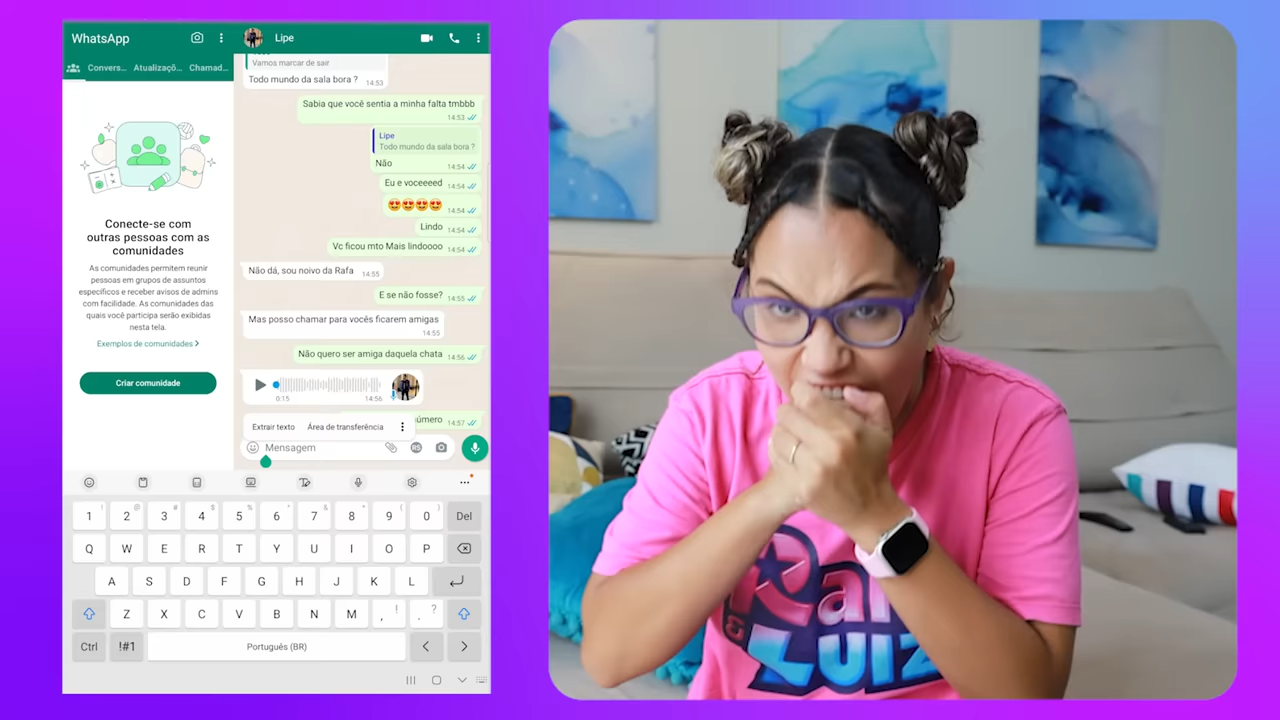 WhatsApp
Convers... Atualizaçõ... Chamad...
Conecte-se com
outras pessoas com as
comunidades
As comunidades permitem reunir
pessoas em grupos de assuntos
específicos e receber avisos de admins
com facilidade. As comunidades das
quais você participa serão exibidas
nesta tela.
Exemplos de comunidades
Criar comunidade
Lipe
Vamos marcar de sair
Todo mundo da sala bora ?
14:53
Sabia que você sentia a minha falta tmbbb
14:53
Lipe
Todo mundo da sala bora ?
Não
14:54
Eu e voceeeed
14:54
😍😍😍😍
14:54
Lindo
14:54
Vc ficou mto Mais lindoooo
14:54
Não dá, sou noivo da Rafa
14:55
E se não fosse?
14:55
Mas posso chamar para vocês ficarem amigas
14:55
Não quero ser amiga daquela chata
14:56
0:15 14:56
número
14:57
Extrair texto Área de transferência
Mensagem
1 2 3 4 5 6 7 8 9 0 Del
Q W E R T Y U I O P
A S D F G H J K L
Z X C V B N M , ! . ?
Ctrl !#1 Português (BR) < >
LUIZ